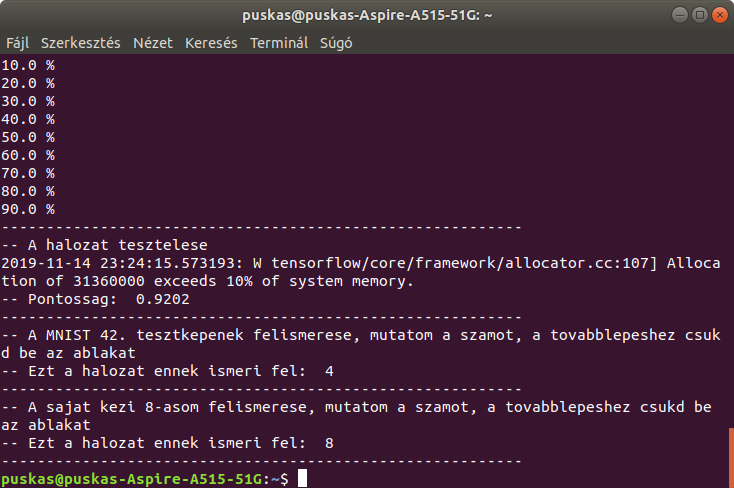 puskas@puskas-Aspire-A515-51G: ~
Fájl Szerkesztés Nézet Keresés Terminál Súgó
10.0 %
20.0 %
30.0 %
40.0 %
50.0 %
60.0 %
70.0 %
80.0 %
90.0 %
----------------------------------------------------------
-- A halozat tesztelese
2019-11-14 23:24:15.573193: W tensorflow/core/framework/allocator.cc:107] Alloca
tion of 31360000 exceeds 10% of system memory.
-- Pontossag:  0.9202
----------------------------------------------------------
-- A MNIST 42. tesztkepenek felismerese, mutatom a szamot, a tovabblepeshez csuk
d be az ablakat
-- Ezt a halozat ennek ismeri fel:  4
----------------------------------------------------------
-- A sajat kezi 8-asom felismerese, mutatom a szamot, a tovabblepeshez csukd be
az ablakat
-- Ezt a halozat ennek ismeri fel:  8
----------------------------------------------------------
puskas@puskas-Aspire-A515-51G:~$